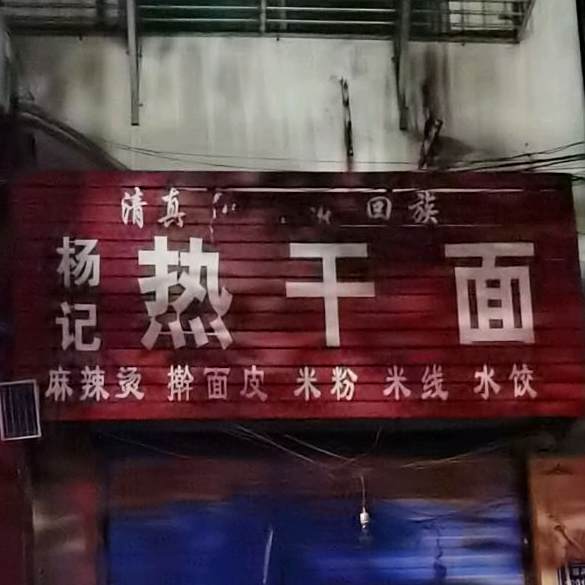 清真 回族
杨记
热干面
麻辣烫 擀面皮 米粉 米线 水饺